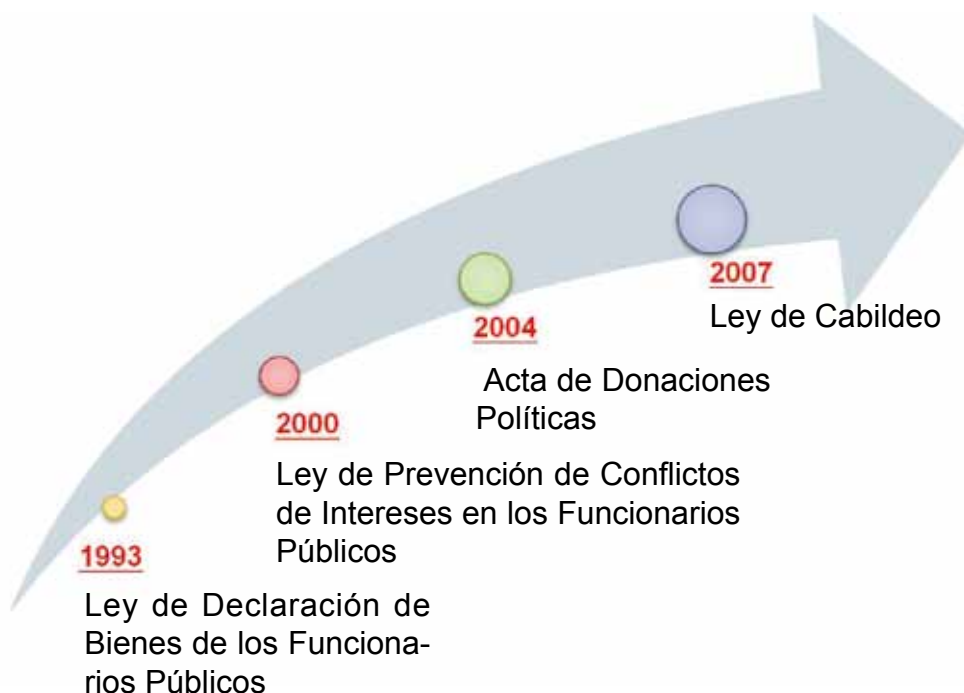 2007
Ley de Cabildeo
2004
Acta de Donaciones
Políticas
2000
Ley de Prevención de Conflictos
de Intereses en los Funcionarios
Públicos
1993
Ley de Declaración de
Bienes de los Funciona-
rios Públicos